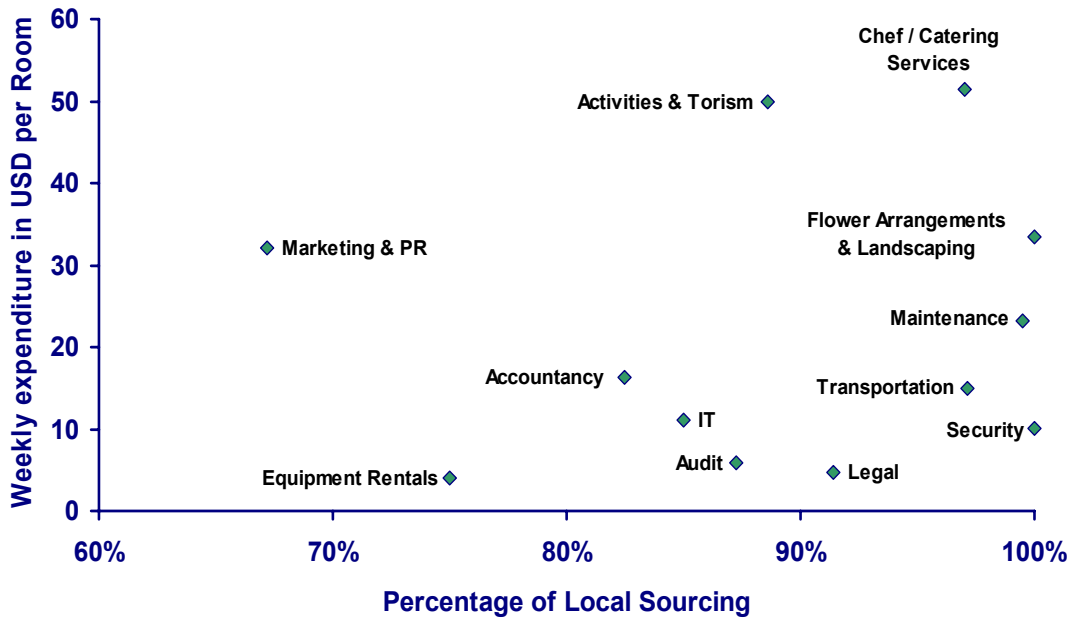 Weekly expenditure in USD per Room
60
50
40
30
20
10
0
Chef / Catering
Services
Activities & Torism
Flower Arrangements
& Landscaping
Marketing & PR
Maintenance
Accountancy
Transportation
IT
Security
Audit
Legal
Equipment Rentals
60%
70%
80%
90%
100%
Percentage of Local Sourcing